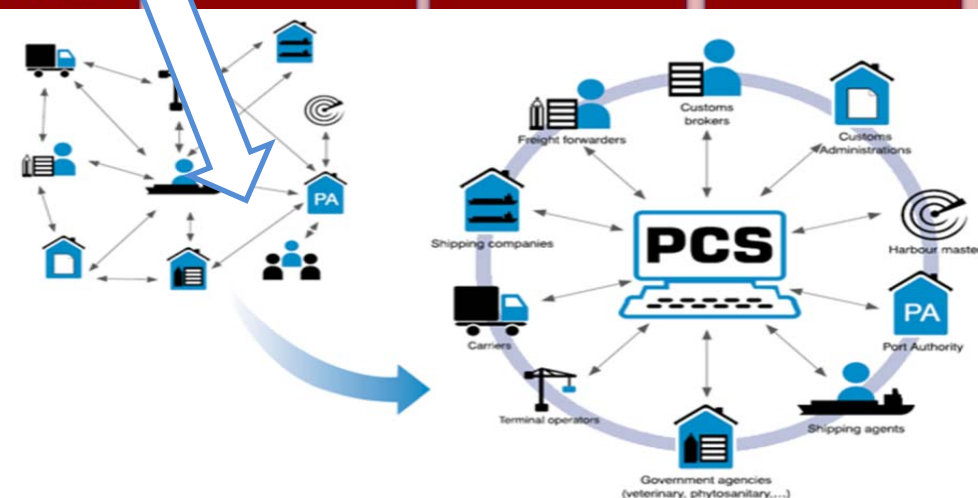 PA
Customs
brokers
Freight forwarders
Customs
Administrations
Shipping companies
PCS
Harbour master
Carriers
PA
Port Authority
Terminal operators
Shipping agents
Government agencies
(veterinary, phytosanitary,...)